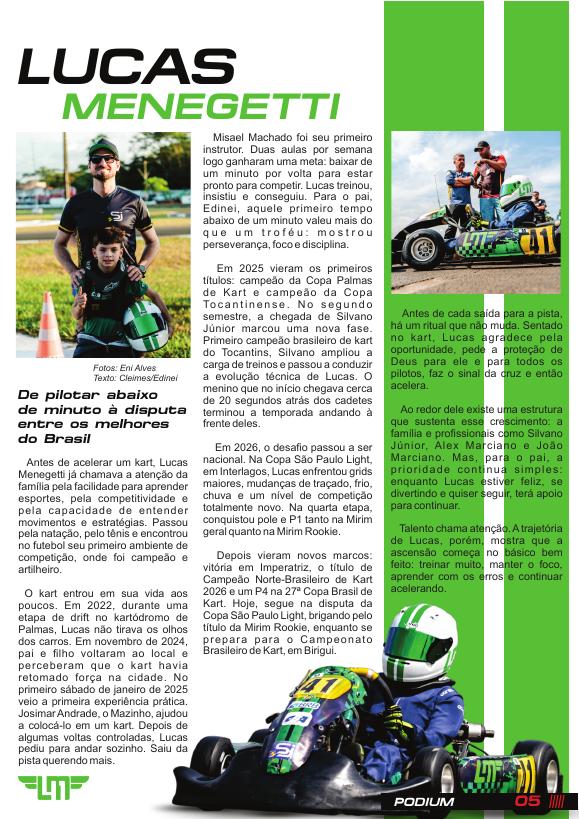 LUCAS
MENEGETTI
Fotos: Eni Alves
Texto: Cleimes/Edinei
De pilotar abaixo
de minuto à disputa
entre os melhores
do Brasil
Antes de acelerar um kart, Lucas
Menegetti já chamava a atenção da
família pela facilidade para aprender
esportes, pela competitividade e
pela capacidade de entender
movimentos e estratégias. Passou
pela natação, pelo tênis e encontrou
no futebol seu primeiro ambiente de
competição, onde foi campeão e
artilheiro.
O kart entrou em sua vida aos
poucos. Em 2022, durante uma
etapa de drift no kartódromo de
Palmas, Lucas não tirava os olhos
dos carros. Em novembro de 2024,
pai e filho voltaram ao local e
perceberam que o kart havia
retomado força na cidade. No
primeiro sábado de janeiro de 2025
veio a primeira experiência prática.
Josimar Andrade, o Mazinho, ajudou
a colocá-lo em um kart. Depois de
algumas voltas controladas, Lucas
pediu para andar sozinho. Saiu da
pista querendo mais.
LM
Misael Machado foi seu primeiro
instrutor. Duas aulas por semana
logo ganharam uma meta: baixar de
um minuto por volta para estar
pronto para competir. Lucas treinou,
insistiu e conseguiu. Para o pai,
Edinei, aquele primeiro tempo
abaixo de um minuto valeu mais do
que um troféu: mostrou
perseverança, foco e disciplina.
Em 2025 vieram os primeiros
títulos: campeão da Copa Palmas
de Kart e campeão da Copa
Tocantinense. No segundo
semestre, a chegada de Silvano
Júnior marcou uma nova fase.
Primeiro campeão brasileiro de kart
do Tocantins, Silvano ampliou a
carga de treinos e passou a conduzir
a evolução técnica de Lucas. O
menino que no início chegava cerca
de 20 segundos atrás dos cadetes
terminou a temporada andando à
frente deles.
Em 2026, o desafio passou a ser
nacional. Na Copa São Paulo Light,
em Interlagos, Lucas enfrentou grids
maiores, mudanças de traçado, frio,
chuva e um nível de competição
totalmente novo. Na quarta etapa,
conquistou pole e P1 tanto na Mirim
geral quanto na Mirim Rookie.
Depois vieram novos marcos:
vitória em Imperatriz, o título de
Campeão Norte-Brasileiro de Kart
2026 e um P4 na 27ª Copa Brasil de
Kart. Hoje, segue na disputa da
Copa São Paulo Light, brigando pelo
título da Mirim Rookie, enquanto se
prepara para o Campeonato
Brasileiro de Kart, em Birigui.
Antes de cada saída para a pista,
há um ritual que não muda. Sentado
no kart, Lucas agradece pela
oportunidade, pede a proteção de
Deus para ele e para todos os
pilotos, faz o sinal da cruz e então
acelera.
Ao redor dele existe uma estrutura
que sustenta esse crescimento: a
família e profissionais como Silvano
Júnior, Alex Marciano e João
Marciano. Mas, para o pai, a
prioridade continua simples:
enquanto Lucas estiver feliz, se
divertindo e quiser seguir, terá apoio
para continuar.
Talento chama atenção. A trajetória
de Lucas, porém, mostra que a
ascensão começa no básico bem
feito: treinar muito, manter o foco,
aprender com os erros e continuar
acelerando.
LM
41
41
LM
PODIUM
05